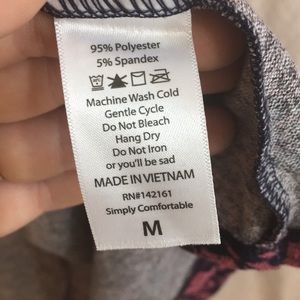 95% Polyester
5% Spandex
Machine Wash Cold
Gentle Cycle
Do Not Bleach
Hang Dry
Do Not Iron
or you'll be sad
MADE IN VIETNAM
RN#142161
Simply Comfortable
M